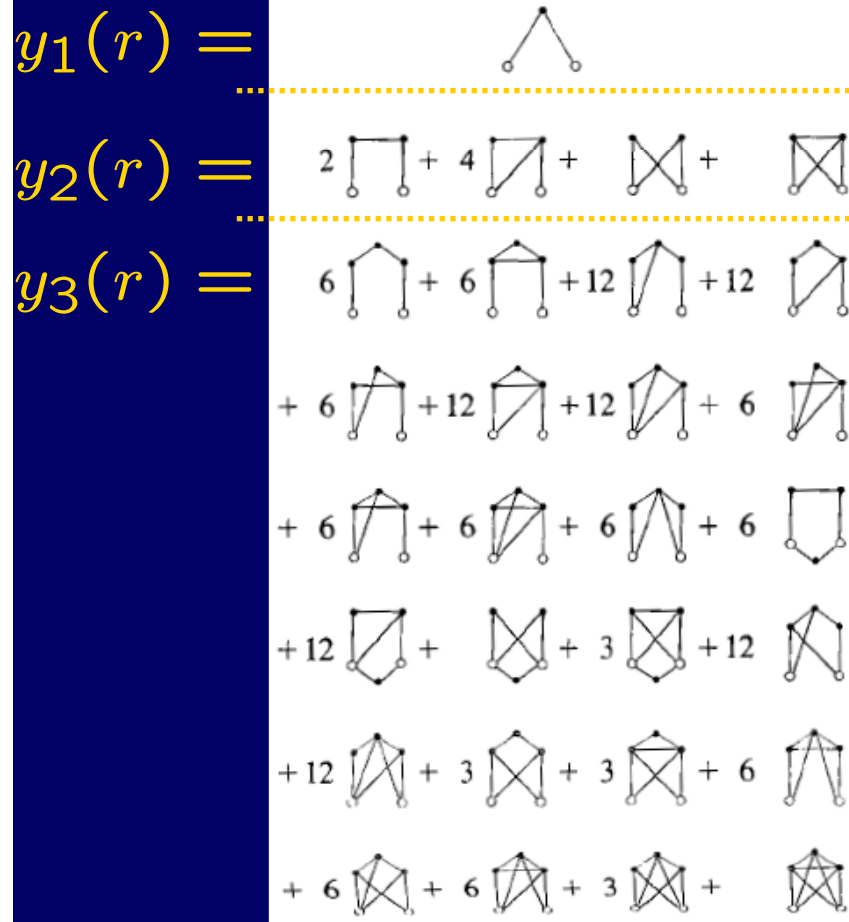 y₁(r) =
y₂(r) = 2 + 4 + +
y₃(r) = 6 + 6 +12 +12
+ 6 +12 +12 + 6
+ 6 + 6 + 6 + 6
+12 + + 3 +12
+12 + 3 + 3 + 6
+ 6 + 6 + 3 +